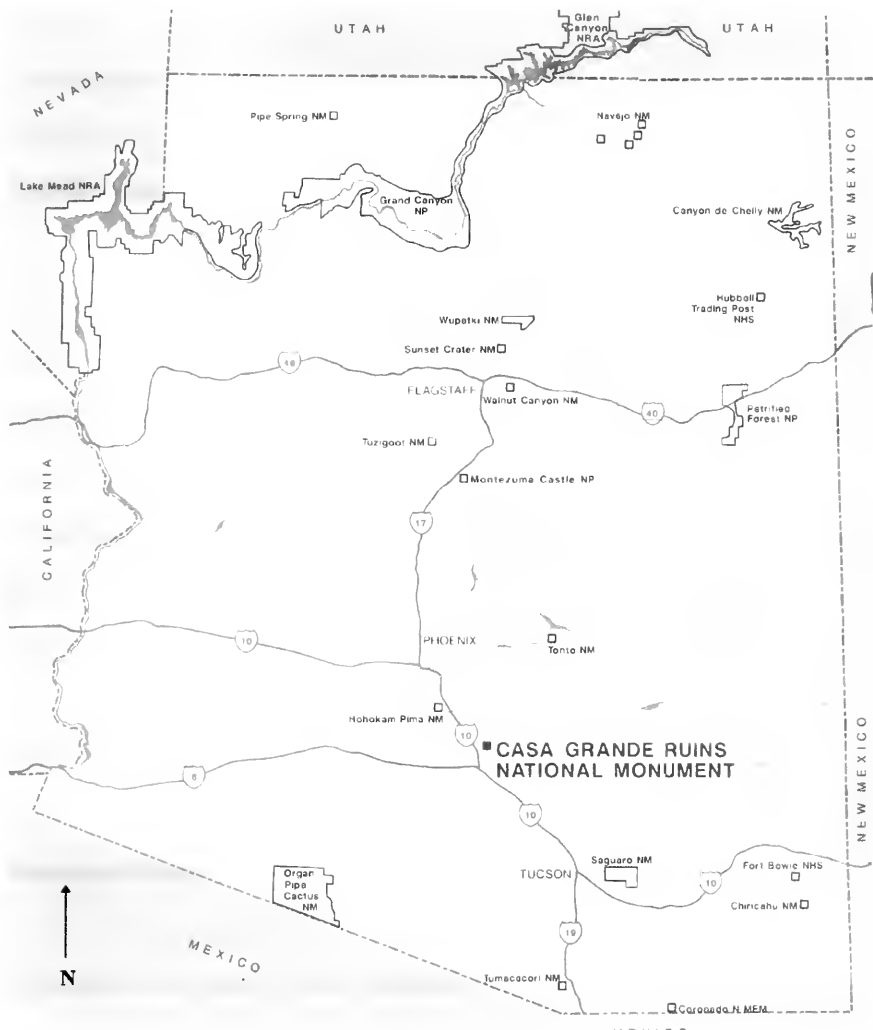 UTAH
Glen
Canyon
NRA
UTAH
NEVADA
Pipe Spring NM
Navajo NM
NEW MEXICO
Lake Mead NRA
Grand Canyon
NP
Canyon de Chelly NM
Hubbell
Trading Post
NHS
Wupatki NM
Sunset Crater NM
40
FLAGSTAFF
Walnut Canyon NM
40
Petrified
Forest NP
Tuzigoot NM
Montezuma Castle NP
CALIFORNIA
17
PHOENIX
10
Tonto NM
Hohokam Pima NM
10
CASA GRANDE RUINS
NATIONAL MONUMENT
NEW MEXICO
8
10
TUCSON
Saguaro NM
Fort Bowie NHS
10
Organ
Pipe
Cactus
NM
Chiricahu NM
19
MEXICO
N
Tumacacori NM
Coronado N MEM